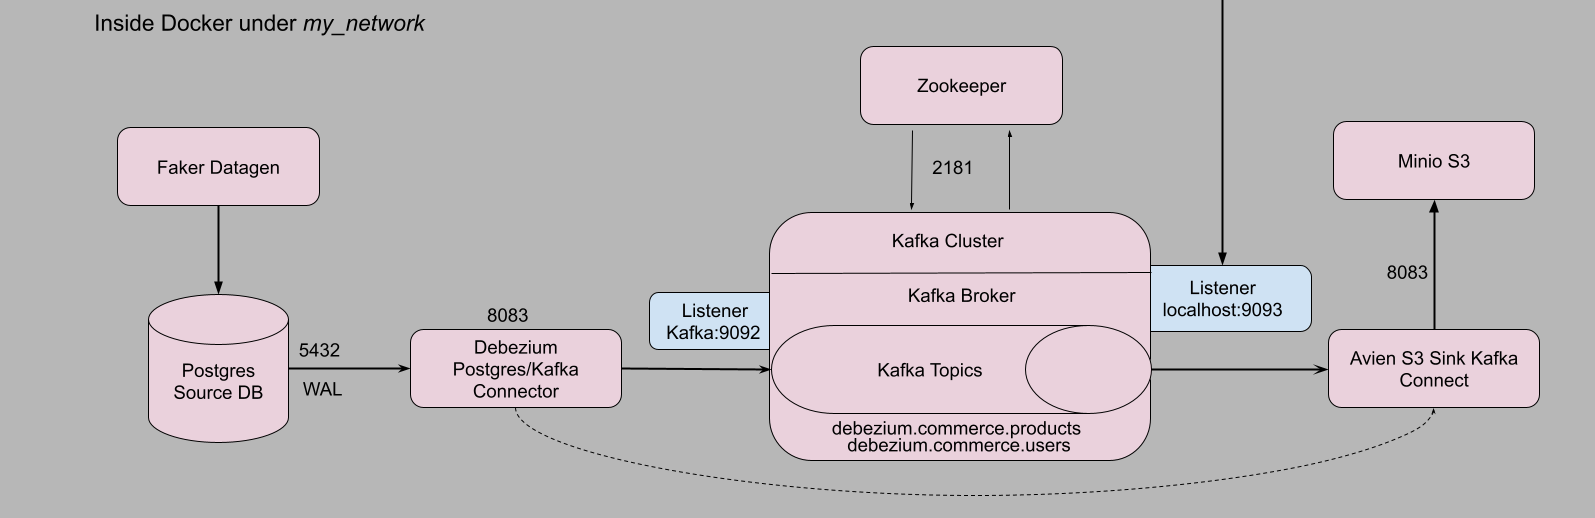 Inside Docker under my_network
Zookeeper
Faker Datagen
2181
Minio S3
Kafka Cluster
8083
Listener
localhost:9093
Kafka Broker
Listener
Kafka:9092
8083
5432
Postgres
Source DB
WAL
Debezium
Postgres/Kafka
Connector
Kafka Topics
Avien S3 Sink Kafka
Connect
debezium.commerce.products
debezium.commerce.users